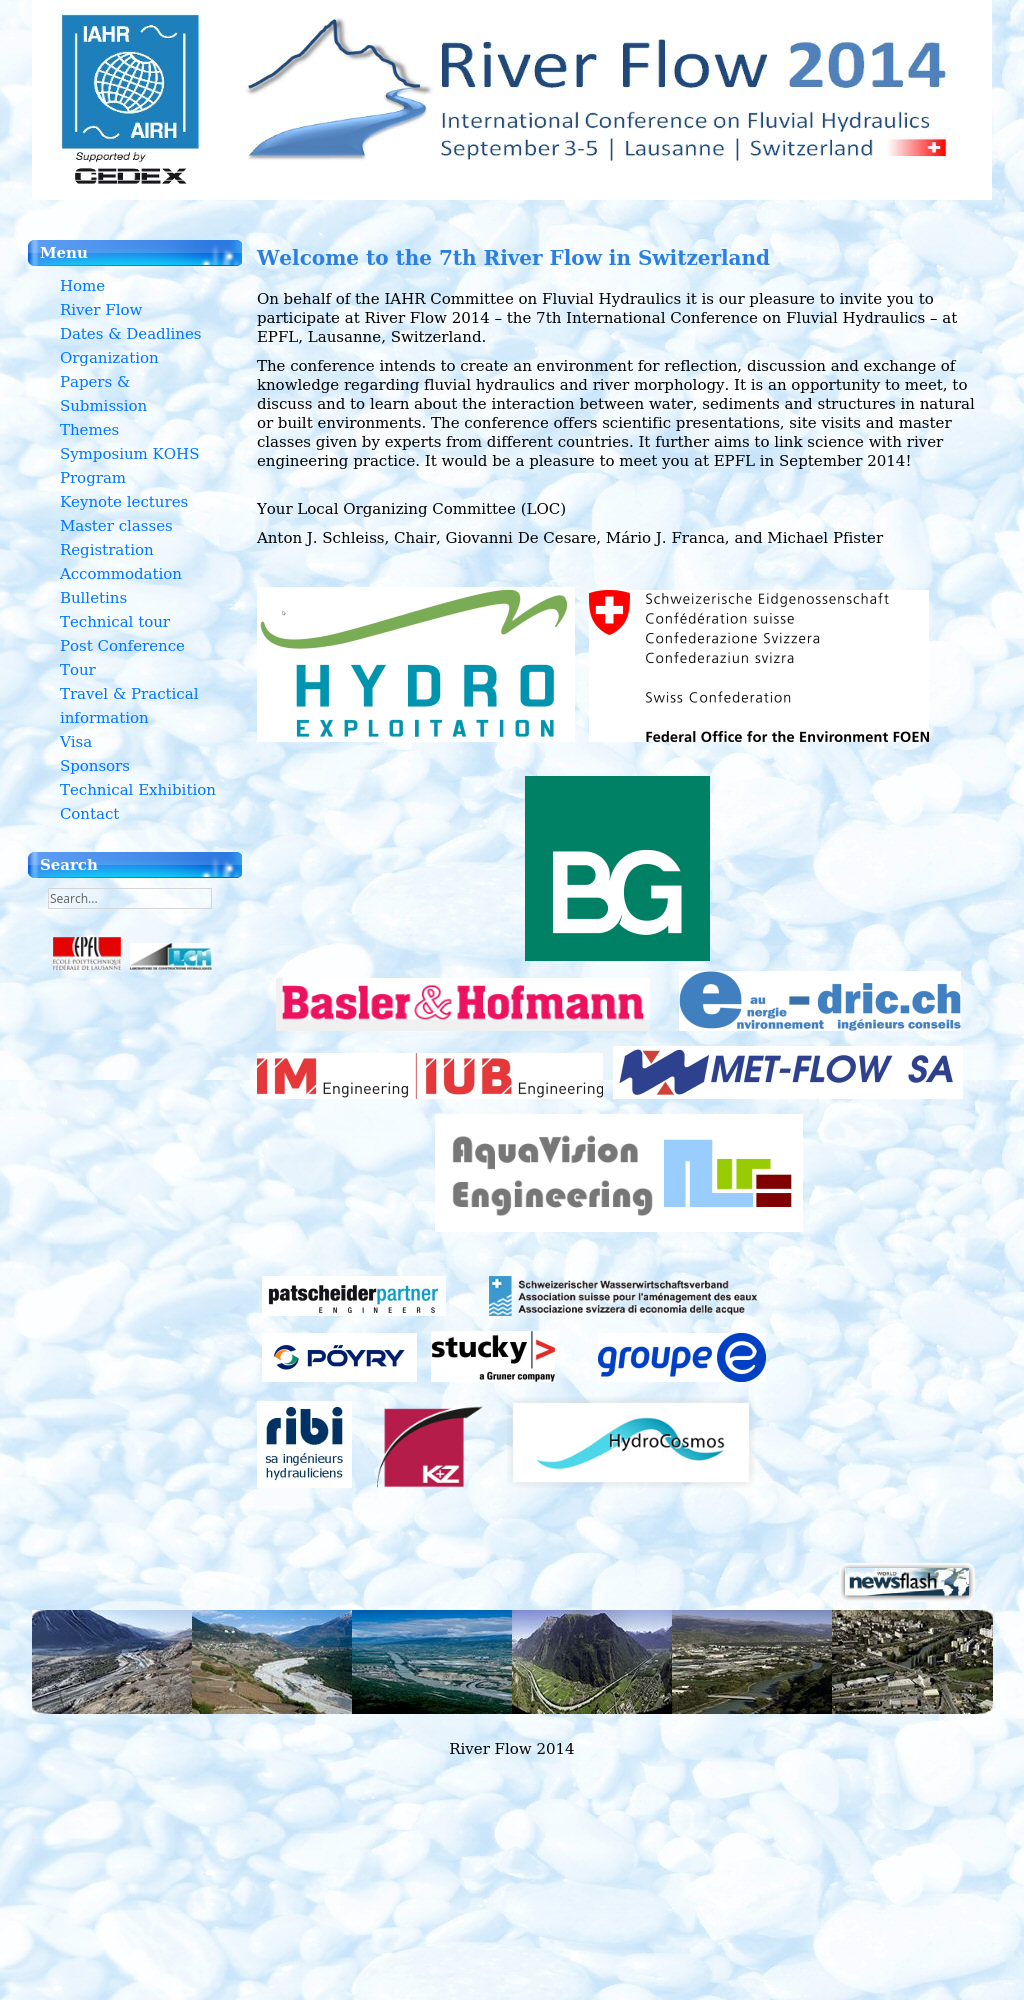 IAHR
AIRH
Supported by
CEDEX
River Flow 2014
International Conference on Fluvial Hydraulics
September 3-5 | Lausanne | Switzerland
Menu
Home
River Flow
Dates & Deadlines
Organization
Papers &
Submission
Themes
Symposium KOHS
Program
Keynote lectures
Master classes
Registration
Accommodation
Bulletins
Technical tour
Post Conference
Tour
Travel & Practical
information
Visa
Sponsors
Technical Exhibition
Contact
Search
Search...
EPFL
ECOLE POLYTECHNIQUE
FEDERALE DE LAUSANNE
LCH
LABORATOIRE DE CONSTRUCTIONS HYDRAULIQUES
Welcome to the 7th River Flow in Switzerland
On behalf of the IAHR Committee on Fluvial Hydraulics it is our pleasure to invite you to
participate at River Flow 2014 – the 7th International Conference on Fluvial Hydraulics – at
EPFL, Lausanne, Switzerland.
The conference intends to create an environment for reflection, discussion and exchange of
knowledge regarding fluvial hydraulics and river morphology. It is an opportunity to meet, to
discuss and to learn about the interaction between water, sediments and structures in natural
or built environments. The conference offers scientific presentations, site visits and master
classes given by experts from different countries. It further aims to link science with river
engineering practice. It would be a pleasure to meet you at EPFL in September 2014!
Your Local Organizing Committee (LOC)
Anton J. Schleiss, Chair, Giovanni De Cesare, Mário J. Franca, and Michael Pfister
HYDRO
EXPLOITATION
Schweizerische Eidgenossenschaft
Confédération suisse
Confederazione Svizzera
Confederaziun svizra
Swiss Confederation
Federal Office for the Environment FOEN
BG
Basler & Hofmann
e-dric.ch
au
nergie
nvironnement ingénieurs conseils
IM Engineering IUB Engineering
MET-FLOW SA
AquaVision
Engineering
patscheiderpartner
ENGINEERS
Schweizerischer Wasserwirtschaftsverband
Association suisse pour l'aménagement des eaux
Associazione svizzera di economia delle acque
PÖYRY
stucky
a Gruner company
groupe e
ribi
sa ingénieurs
hydrauliciens
K+Z
HydroCosmos
WORLD
newsflash
River Flow 2014